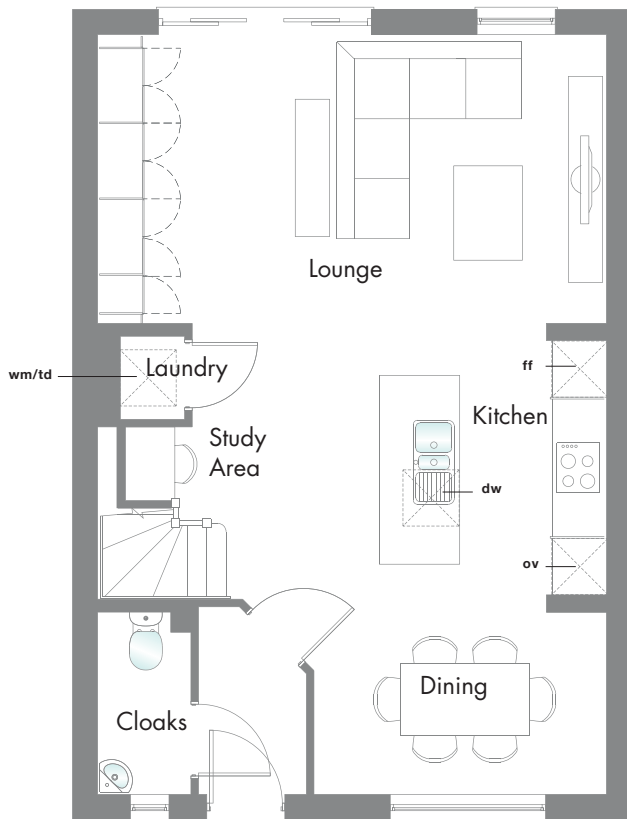 Lounge
wm/td
Laundry
ff
Kitchen
Study
Area
dw
ov
Dining
Cloaks